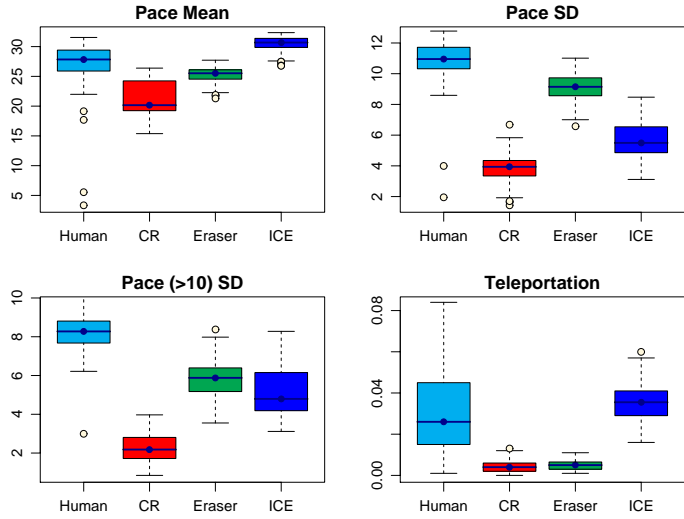 Pace Mean
30
25
20
15
10
5
Human CR Eraser ICE
Pace SD
12
10
8
6
4
2
Human CR Eraser ICE
Pace (>10) SD
10
8
6
4
2
Human CR Eraser ICE
Teleportation
0.08
0.04
0.00
Human CR Eraser ICE